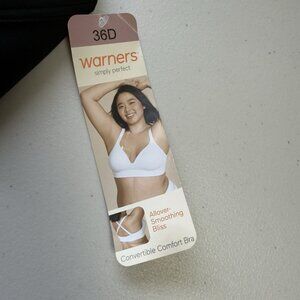 36D
warners
simply perfect
Allover-
Smoothing
Bliss
Convertible Comfort Bra